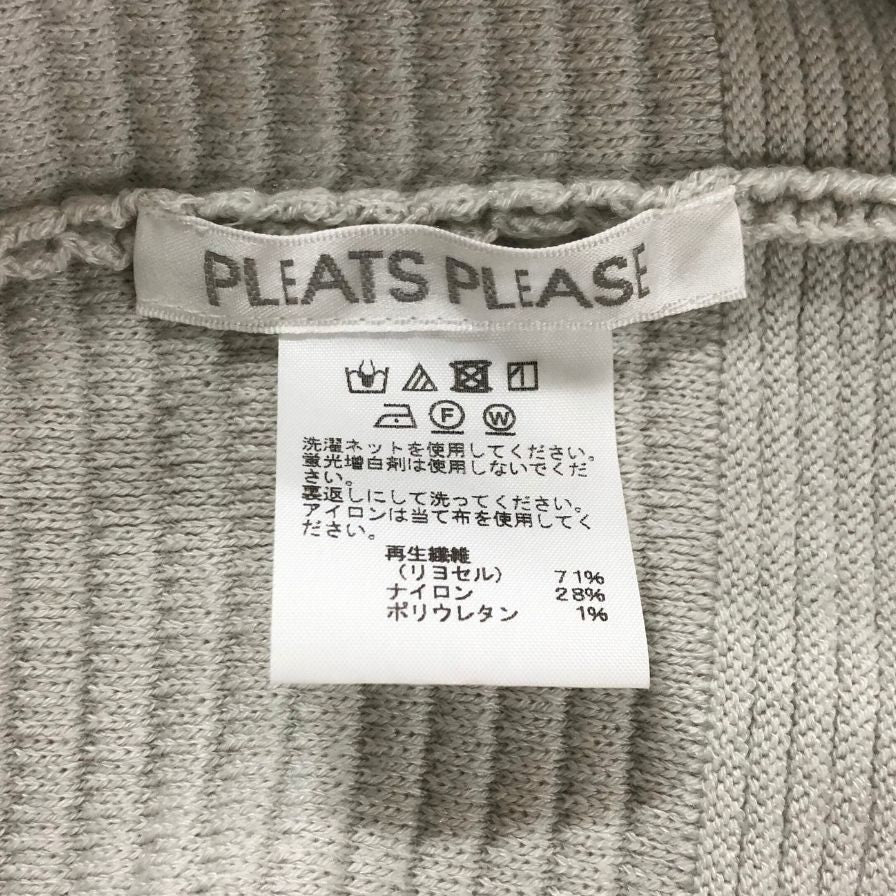 PLEATS PLEASE
F W
洗濯ネットを使用してください。
蛍光増白剤は使用しないでくだ
さい。
裏返しにして洗ってください。
アイロンは当て布を使用してく
ださい。
再生繊維
(リヨセル) 71%
ナイロン 28%
ポリウレタン 1%